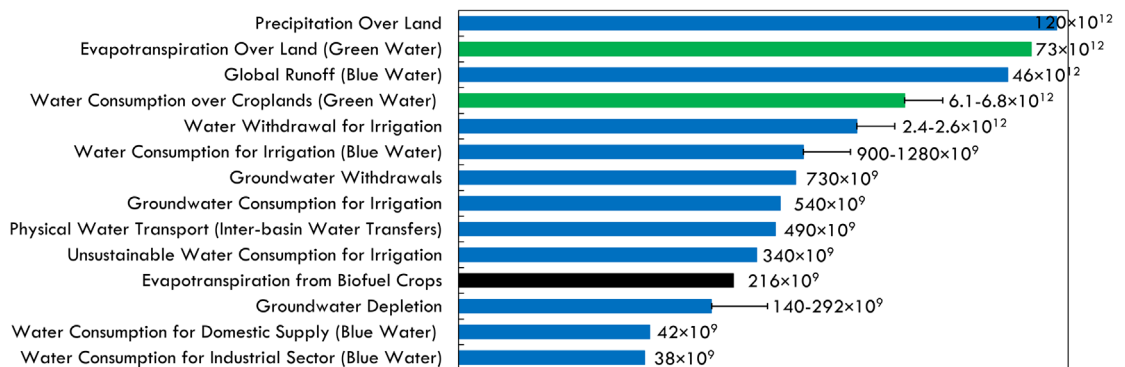 Precipitation Over Land 120×10¹²
Evapotranspiration Over Land (Green Water) 73×10¹²
Global Runoff (Blue Water) 46×10¹²
Water Consumption over Croplands (Green Water) 6.1-6.8×10¹²
Water Withdrawal for Irrigation 2.4-2.6×10¹²
Water Consumption for Irrigation (Blue Water) 900-1280×10⁹
Groundwater Withdrawals 730×10⁹
Groundwater Consumption for Irrigation 540×10⁹
Physical Water Transport (Inter-basin Water Transfers) 490×10⁹
Unsustainable Water Consumption for Irrigation 340×10⁹
Evapotranspiration from Biofuel Crops 216×10⁹
Groundwater Depletion 140-292×10⁹
Water Consumption for Domestic Supply (Blue Water) 42×10⁹
Water Consumption for Industrial Sector (Blue Water) 38×10⁹